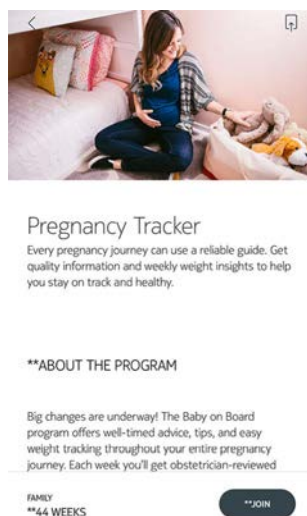 Pregnancy Tracker
Every pregnancy journey can use a reliable guide. Get
quality information and weekly weight insights to help
you stay on track and healthy.
**ABOUT THE PROGRAM
Big changes are underway! The Baby on Board
program offers well-timed advice, tips, and easy
weight tracking throughout your entire pregnancy
journey. Each week you'll get obstetrician-reviewed
FAMILY
**44 WEEKS
**JOIN